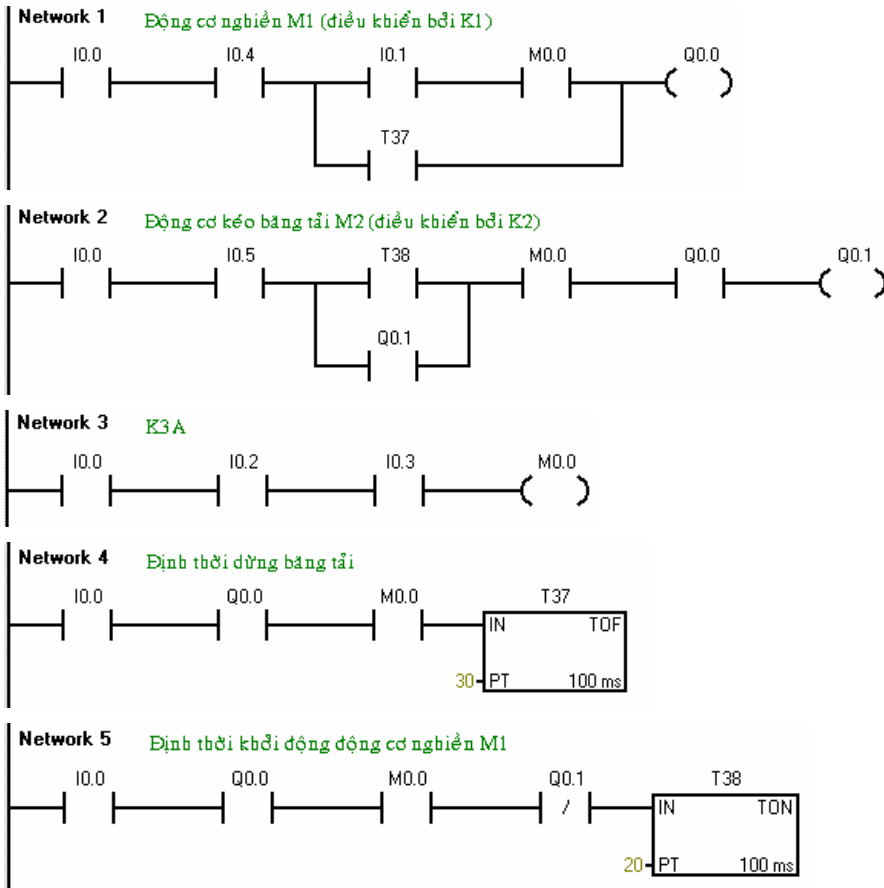 Network 1 Động cơ nghiền M1 (điều khiển bởi K1)
I0.0 I0.4 I0.1 M0.0 Q0.0
T37
Network 2 Động cơ kéo băng tải M2 (điều khiển bởi K2)
I0.0 I0.5 T38 M0.0 Q0.0 Q0.1
Q0.1
Network 3 K3A
I0.0 I0.2 I0.3 M0.0
Network 4 Định thời dừng băng tải
I0.0 Q0.0 M0.0 T37
IN TOF
30 PT 100 ms
Network 5 Định thời khởi động động cơ nghiền M1
I0.0 Q0.0 M0.0 Q0.1 T38
/ IN TON
20 PT 100 ms